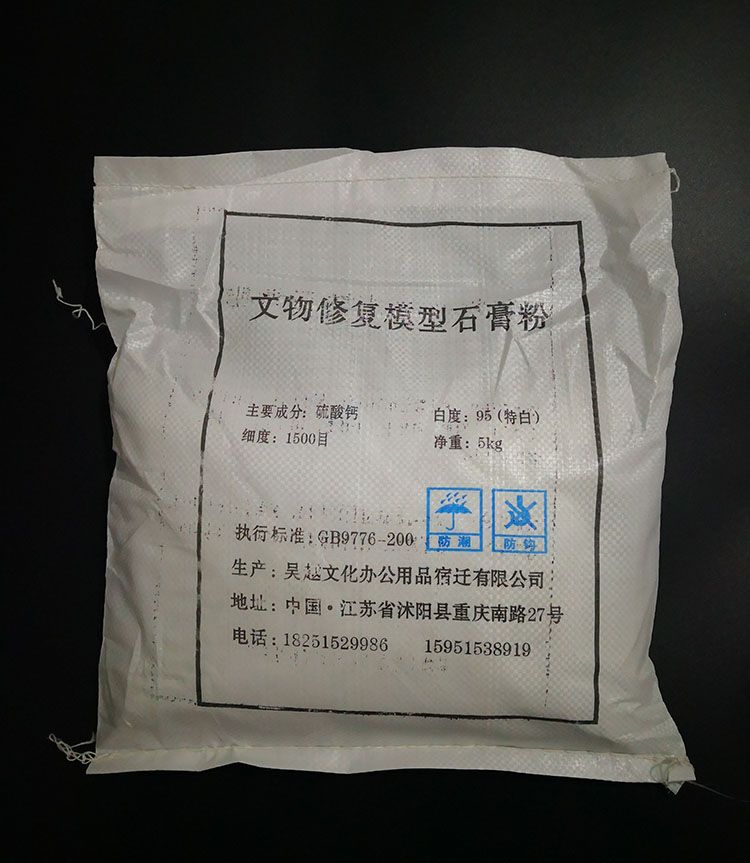 文物修复模型石膏粉
主要成分: 硫酸钙 白度: 95(特白)
细度: 1500目 净重: 5kg
防潮 防钩
执行标准: GB9776-200
生产: 吴越文化办公用品宿迁有限公司
地址: 中国·江苏省沭阳县重庆南路27号
电话: 18251529986 15951538919